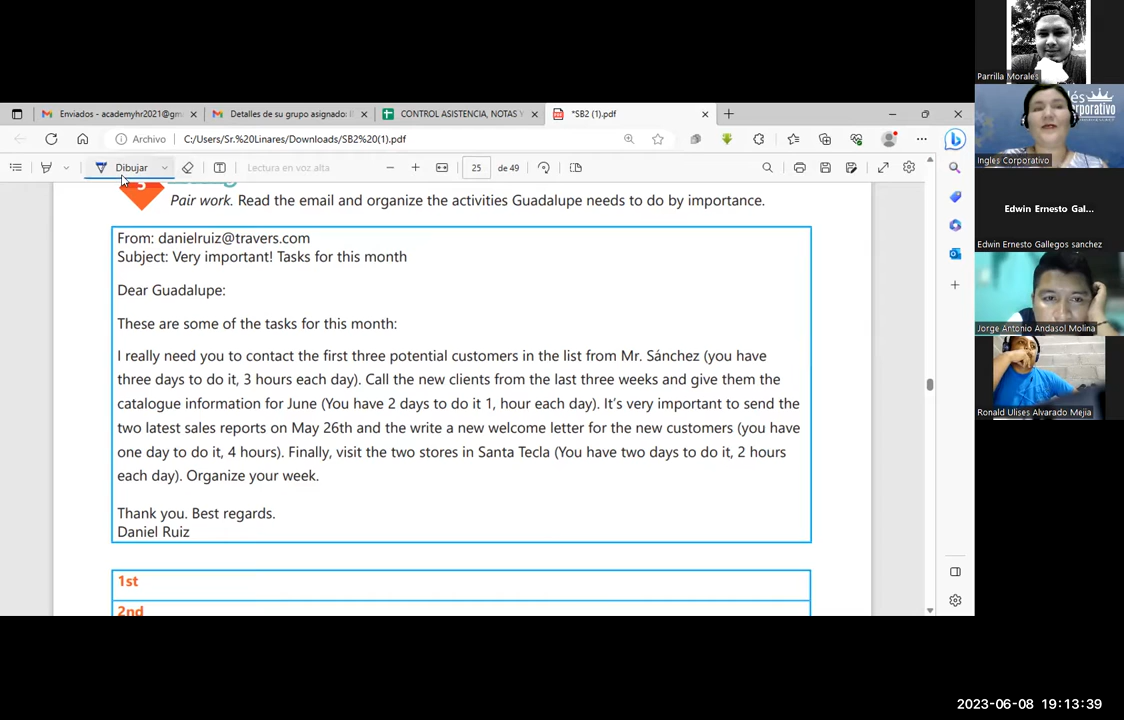 Enviados - academyhr2021@gm
Detalles de su grupo asignado: I
CONTROL ASISTENCIA, NOTAS Y
*SB2 (1).pdf
Archivo
C:/Users/Sr.%20Linares/Downloads/SB2%20(1).pdf
Dibujar
Lectura en voz alta
25
de 49
5
Pair work. Read the email and organize the activities Guadalupe needs to do by importance.
From: danielruiz@travers.com
Subject: Very important! Tasks for this month
Dear Guadalupe:
These are some of the tasks for this month:
I really need you to contact the first three potential customers in the list from Mr. Sánchez (you have
three days to do it, 3 hours each day). Call the new clients from the last three weeks and give them the
catalogue information for June (You have 2 days to do it 1, hour each day). It’s very important to send the
two latest sales reports on May 26th and the write a new welcome letter for the new customers (you have
one day to do it, 4 hours). Finally, visit the two stores in Santa Tecla (You have two days to do it, 2 hours
each day). Organize your week.
Thank you. Best regards.
Daniel Ruiz
1st
2nd
Parrilla Morales
Inglés Corporativo
Edwin Ernesto Gal...
Edwin Ernesto Gallegos sanchez
Jorge Antonio Andasol Molina
Ronald Ulises Alvarado Mejia
2023-06-08 19:13:39